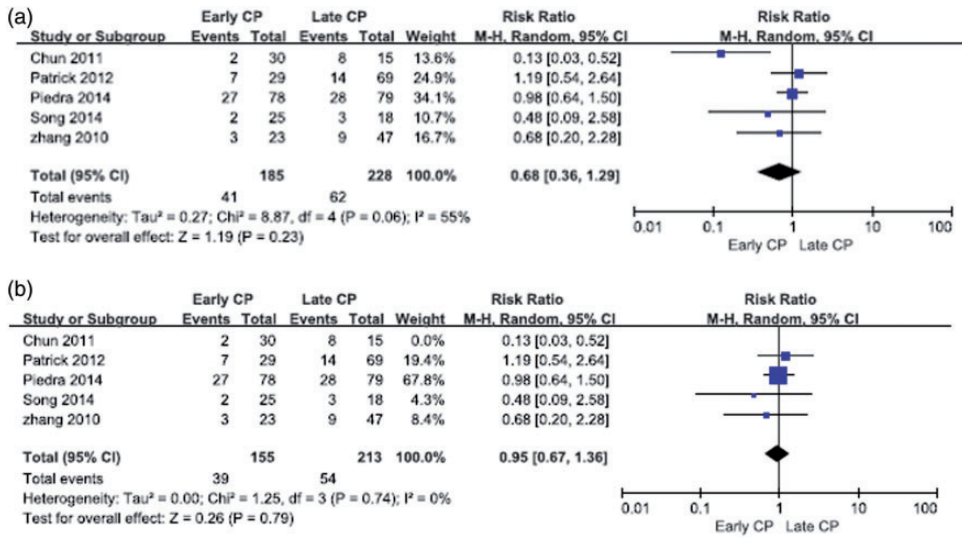 (a)
Early CP Late CP Risk Ratio Risk Ratio
Study or Subgroup Events Total Events Total Weight M-H, Random, 95% CI M-H, Random, 95% CI
Chun 2011 2 30 8 15 13.6% 0.13 [0.03, 0.52]
Patrick 2012 7 29 14 69 24.9% 1.19 [0.54, 2.64]
Piedra 2014 27 78 28 79 34.1% 0.98 [0.64, 1.50]
Song 2014 2 25 3 18 10.7% 0.48 [0.09, 2.58]
zhang 2010 3 23 9 47 16.7% 0.68 [0.20, 2.28]
Total (95% CI) 185 228 100.0% 0.68 [0.36, 1.29]
Total events 41 62
Heterogeneity: Tau² = 0.27; Chi² = 8.87, df = 4 (P = 0.06); I² = 55%
Test for overall effect: Z = 1.19 (P = 0.23)
0.01 0.1 1 10 100
Early CP Late CP
(b)
Early CP Late CP Risk Ratio Risk Ratio
Study or Subgroup Events Total Events Total Weight M-H, Random, 95% CI M-H, Random, 95% CI
Chun 2011 2 30 8 15 0.0% 0.13 [0.03, 0.52]
Patrick 2012 7 29 14 69 19.4% 1.19 [0.54, 2.64]
Piedra 2014 27 78 28 79 67.8% 0.98 [0.64, 1.50]
Song 2014 2 25 3 18 4.3% 0.48 [0.09, 2.58]
zhang 2010 3 23 9 47 8.4% 0.68 [0.20, 2.28]
Total (95% CI) 155 213 100.0% 0.95 [0.67, 1.36]
Total events 39 54
Heterogeneity: Tau² = 0.00; Chi² = 1.25, df = 3 (P = 0.74); I² = 0%
Test for overall effect: Z = 0.26 (P = 0.79)
0.01 0.1 1 10 100
Early CP Late CP